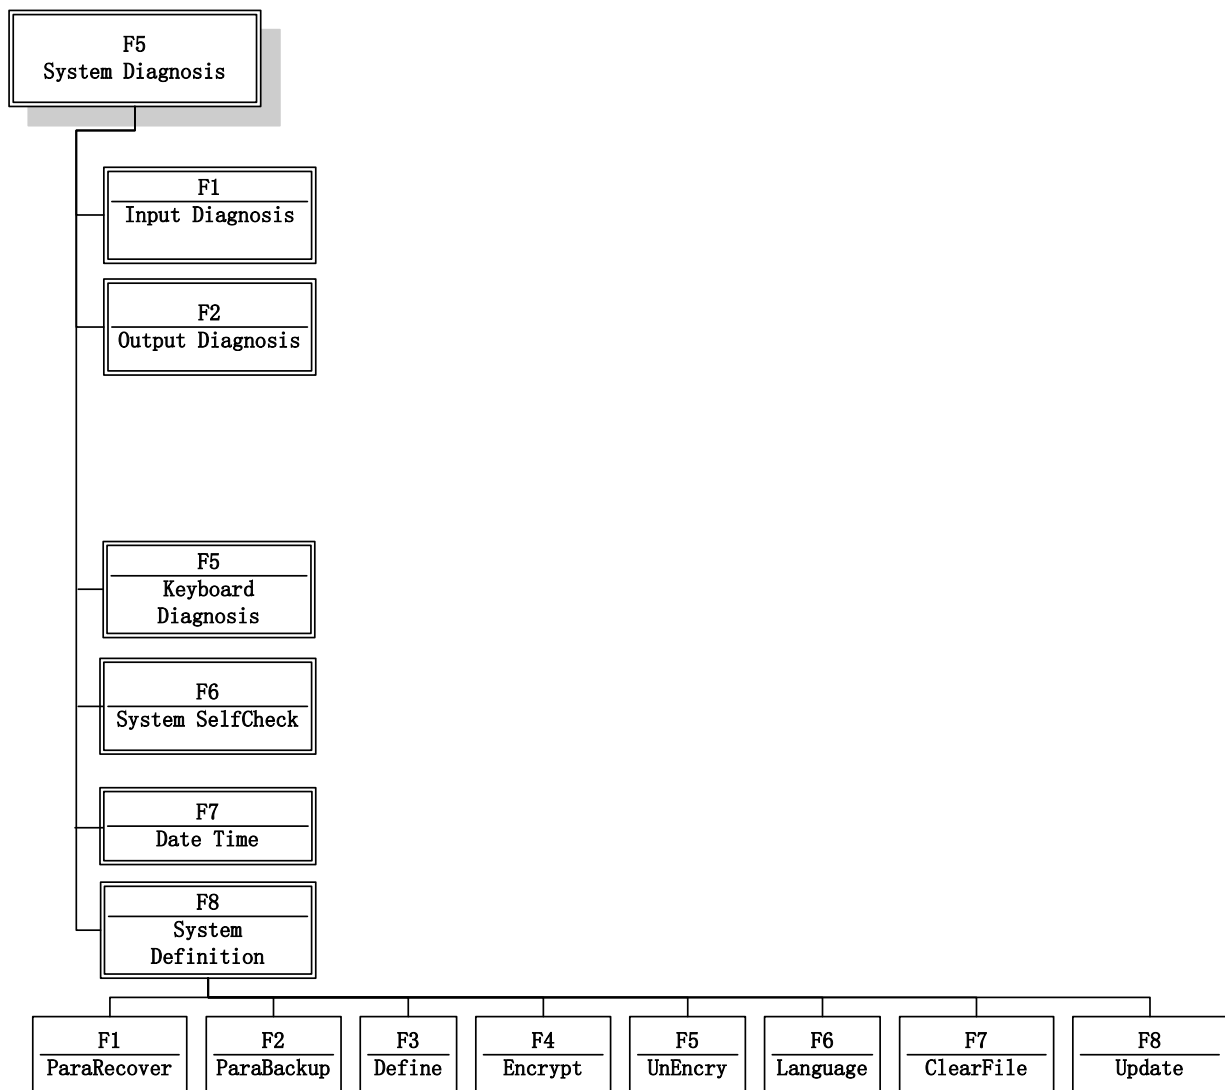 F5
System Diagnosis
F1
Input Diagnosis
F2
Output Diagnosis
F5
Keyboard
Diagnosis
F6
System SelfCheck
F7
Date Time
F8
System
Definition
F1
ParaRecover
F2
ParaBackup
F3
Define
F4
Encrypt
F5
UnEncry
F6
Language
F7
ClearFile
F8
Update